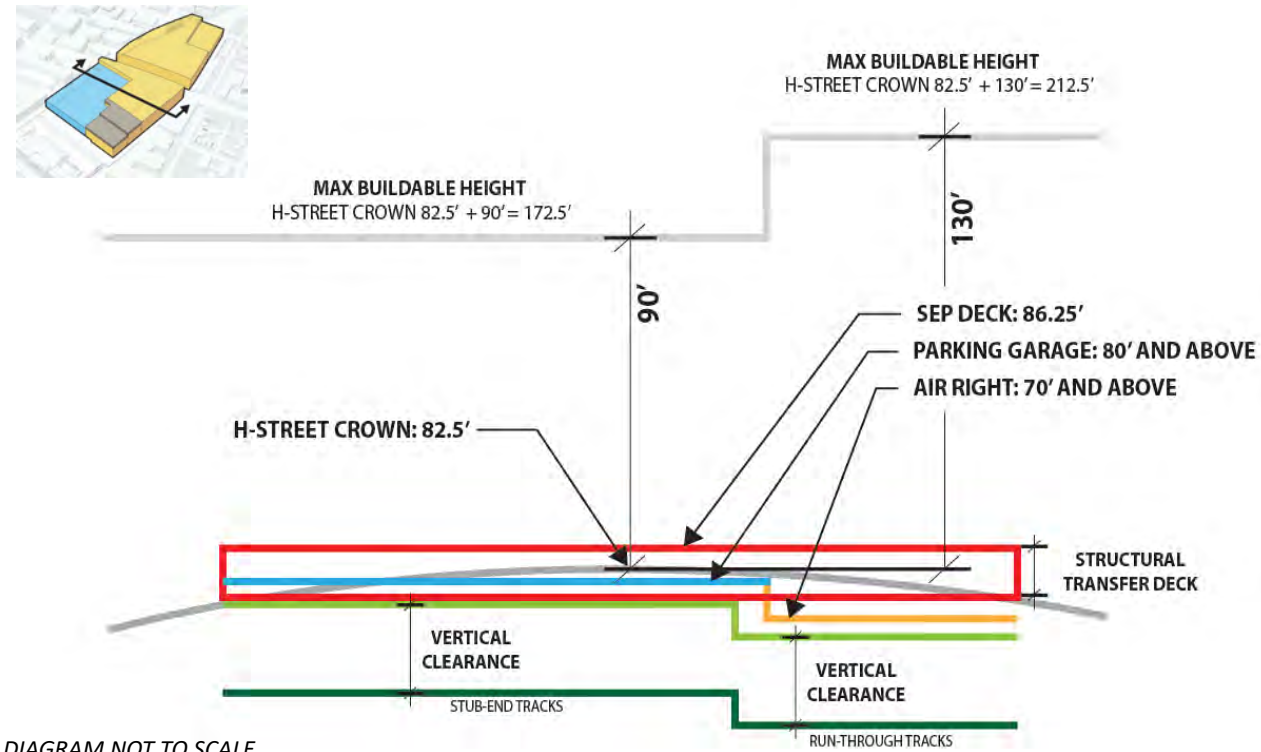 MAX BUILDABLE HEIGHT
H-STREET CROWN 82.5' + 130' = 212.5'
MAX BUILDABLE HEIGHT
H-STREET CROWN 82.5' + 90' = 172.5'
130'
90'
SEP DECK: 86.25'
PARKING GARAGE: 80' AND ABOVE
AIR RIGHT: 70' AND ABOVE
H-STREET CROWN: 82.5'
STRUCTURAL
TRANSFER DECK
VERTICAL
CLEARANCE
VERTICAL
CLEARANCE
STUB-END TRACKS
RUN-THROUGH TRACKS
DIAGRAM NOT TO SCALE